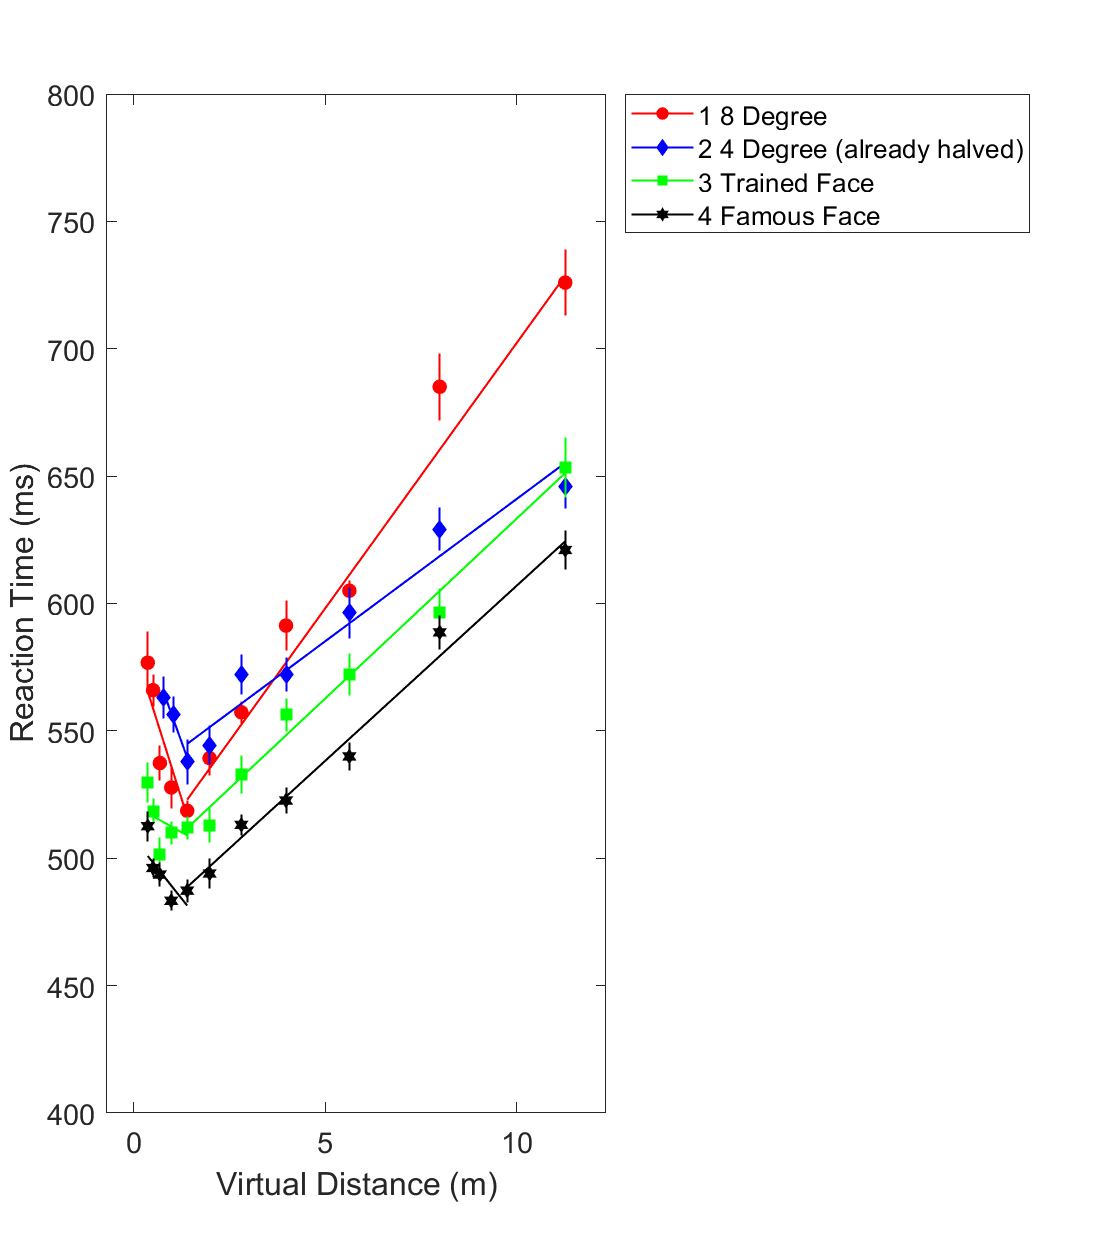 800
750
700
650
600
550
500
450
400
0
5
10
Reaction Time (ms)
Virtual Distance (m)
1 8 Degree
2 4 Degree (already halved)
3 Trained Face
4 Famous Face